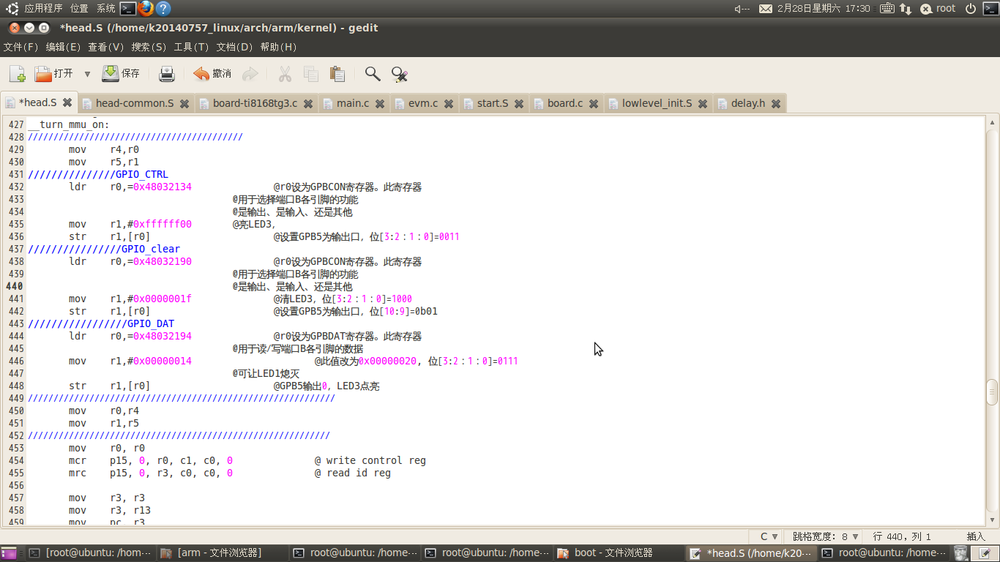 应用程序 位置 系统 2月28日星期六 17:30 root
*head.S (/home/k20140757_linux/arch/arm/kernel) - gedit
文件(F) 编辑(E) 查看(V) 搜索(S) 工具(T) 文档(D) 帮助(H)
打开 保存 撤消
*head.S head-common.S board-ti8168tg3.c main.c evm.c start.S board.c lowlevel_init.S delay.h
427 __turn_mmu_on:
428 //////////////////////////////////////////
429 mov r4,r0
430 mov r5,r1
431 ///////////////GPIO_CTRL
432 ldr r0,=0x48032134 @r0设为GPBCON寄存器。此寄存器
433 @用于选择端口B各引脚的功能
434 @是输出、是输入、还是其他
435 mov r1,#0xffffff00 @亮LED3,
436 str r1,[r0] @设置GPB5为输出口, 位[3:2:1:0]=0011
437 ////////////////GPIO_clear
438 ldr r0,=0x48032190 @r0设为GPBCON寄存器。此寄存器
439 @用于选择端口B各引脚的功能
440 @是输出、是输入、还是其他
441 mov r1,#0x0000001f @清LED3, 位[3:2:1:0]=1000
442 str r1,[r0] @设置GPB5为输出口, 位[10:9]=0b01
443 /////////////////GPIO_DAT
444 ldr r0,=0x48032194 @r0设为GPBDAT寄存器。此寄存器
445 @用于读/写端口B各引脚的数据
446 mov r1,#0x00000014 @此值改为0x00000020, 位[3:2:1:0]=0111
447 @可让LED1熄灭
448 str r1,[r0] @GPB5输出0, LED3点亮
449 ////////////////////////////////////////////////////////////
450 mov r0,r4
451 mov r1,r5
452 ///////////////////////////////////////////////////////////
453 mov r0, r0
454 mcr p15, 0, r0, c1, c0, 0 @ write control reg
455 mrc p15, 0, r3, c0, c0, 0 @ read id reg
456
457 mov r3, r3
458 mov r3, r13
459 mov pc, r3
C 跳格宽度: 8 行 440, 列 1 插入
[root@ubuntu: /hom··· [arm - 文件浏览器] root@ubuntu: /home··· root@ubuntu: /home··· boot - 文件浏览器 *head.S (/home/k20··· root@ubuntu: /home···